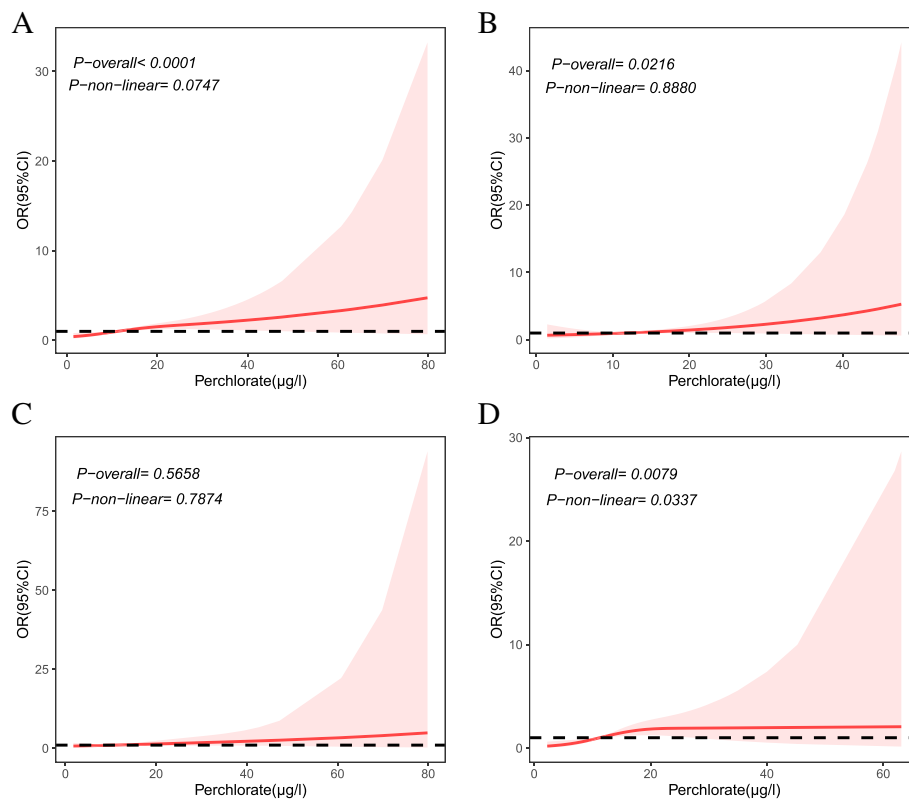 A
P−overall< 0.0001
P−non−linear= 0.0747
30
20
10
0
OR(95%CI)
0 20 40 60 80
Perchlorate(µg/l)
B
P−overall= 0.0216
P−non−linear= 0.8880
40
30
20
10
0
OR(95%CI)
0 10 20 30 40
Perchlorate(µg/l)
C
P−overall= 0.5658
P−non−linear= 0.7874
75
50
25
0
OR(95%CI)
0 20 40 60 80
Perchlorate(µg/l)
D
P−overall= 0.0079
P−non−linear= 0.0337
30
20
10
0
OR(95%CI)
0 20 40 60
Perchlorate(µg/l)